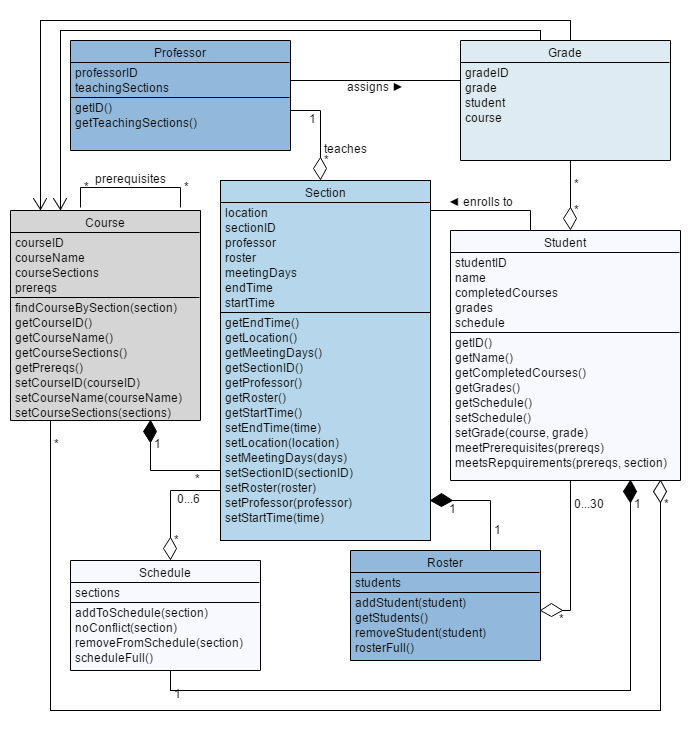 Professor
professorID
teachingSections
getID()
getTeachingSections()
assigns ►
Grade
gradeID
grade
student
course
1
teaches
*
prerequisites
*
*
Course
courseID
courseName
courseSections
prereqs
findCourseBySection(section)
getCourseID()
getCourseName()
getCourseSections()
getPrereqs()
setCourseID(courseID)
setCourseName(courseName)
setCourseSections(sections)
Section
location
sectionID
professor
roster
meetingDays
endTime
startTime
getEndTime()
getLocation()
getMeetingDays()
getSectionID()
getProfessor()
getRoster()
getStartTime()
setEndTime(time)
setLocation(location)
setMeetingDays(days)
setSectionID(sectionID)
setRoster(roster)
setProfessor(professor)
setStartTime(time)
◄ enrolls to
*
*
Student
studentID
name
completedCourses
grades
schedule
getID()
getName()
getCompletedCourses()
getGrades()
getSchedule()
setSchedule()
setGrade(course, grade)
meetPrerequisites(prereqs)
meetsRepquirements(prereqs, section)
*
1
*
0...6
*
1
1
0...30
1
*
Schedule
sections
addToSchedule(section)
noConflict(section)
removeFromSchedule(section)
scheduleFull()
1
Roster
students
addStudent(student)
getStudents()
removeStudent(student)
rosterFull()
*